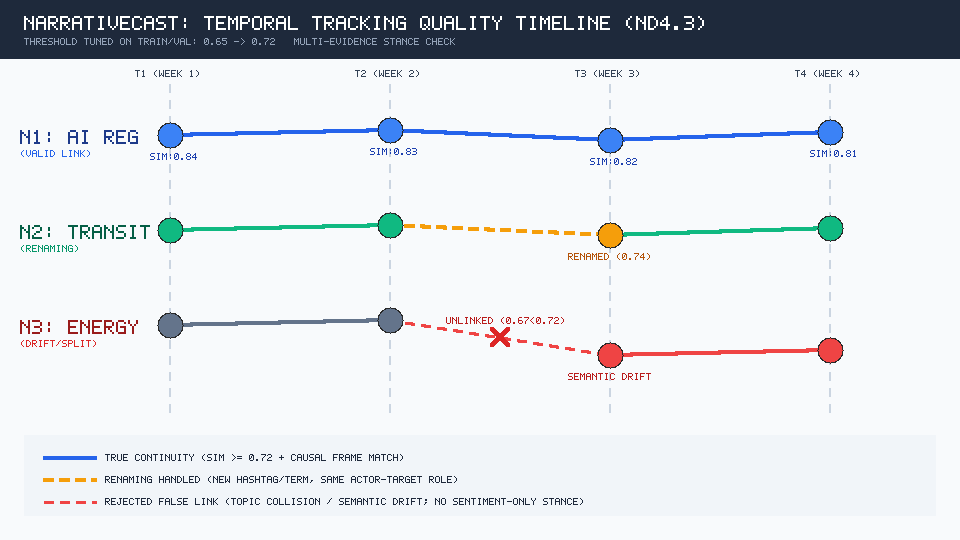 NARRATIVECAST: TEMPORAL TRACKING QUALITY TIMELINE (ND4.3)
THRESHOLD TUNED ON TRAIN/VAL: 0.65 -> 0.72   MULTI-EVIDENCE STANCE CHECK
T1 (WEEK 1)
T2 (WEEK 2)
T3 (WEEK 3)
T4 (WEEK 4)
N1: AI REG
(VALID LINK)
SIM:0.84
SIM:0.83
SIM:0.82
SIM:0.81
N2: TRANSIT
(RENAMING)
RENAMED (0.74)
N3: ENERGY
(DRIFT/SPLIT)
UNLINKED (0.67<0.72)
SEMANTIC DRIFT
TRUE CONTINUITY (SIM >= 0.72 + CAUSAL FRAME MATCH)
RENAMING HANDLED (NEW HASHTAG/TERM, SAME ACTOR-TARGET ROLE)
REJECTED FALSE LINK (TOPIC COLLISION / SEMANTIC DRIFT; NO SENTIMENT-ONLY STANCE)